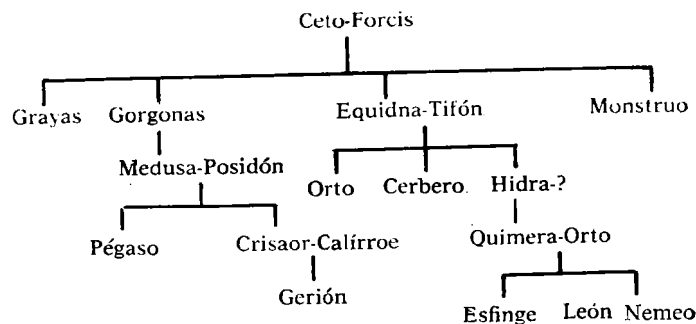 Ceto-Forcis
Grayas Gorgonas Equidna-Tifón Monstruo
Medusa-Posidón Orto Cerbero Hidra-?
Pégaso Crisaor-Calírroe Quimera-Orto
Gerión Esfinge León Nemeo